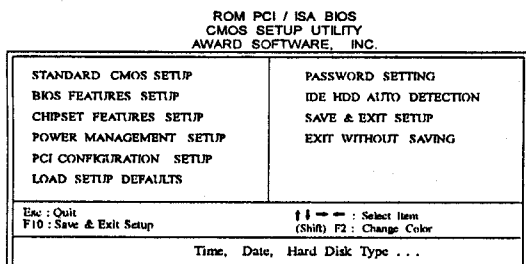 ROM PCI / ISA BIOS
CMOS SETUP UTILITY
AWARD SOFTWARE, INC.
STANDARD CMOS SETUP
BIOS FEATURES SETUP
CHIPSET FEATURES SETUP
POWER MANAGEMENT SETUP
PCI CONFIGURATION SETUP
LOAD SETUP DEFAULTS
PASSWORD SETTING
IDE HDD AUTO DETECTION
SAVE & EXIT SETUP
EXIT WITHOUT SAVING
Esc : Quit
F10 : Save & Exit Setup
↑ ↓ → ← : Select Item
(Shift) F2 : Change Color
Time, Date, Hard Disk Type . . .